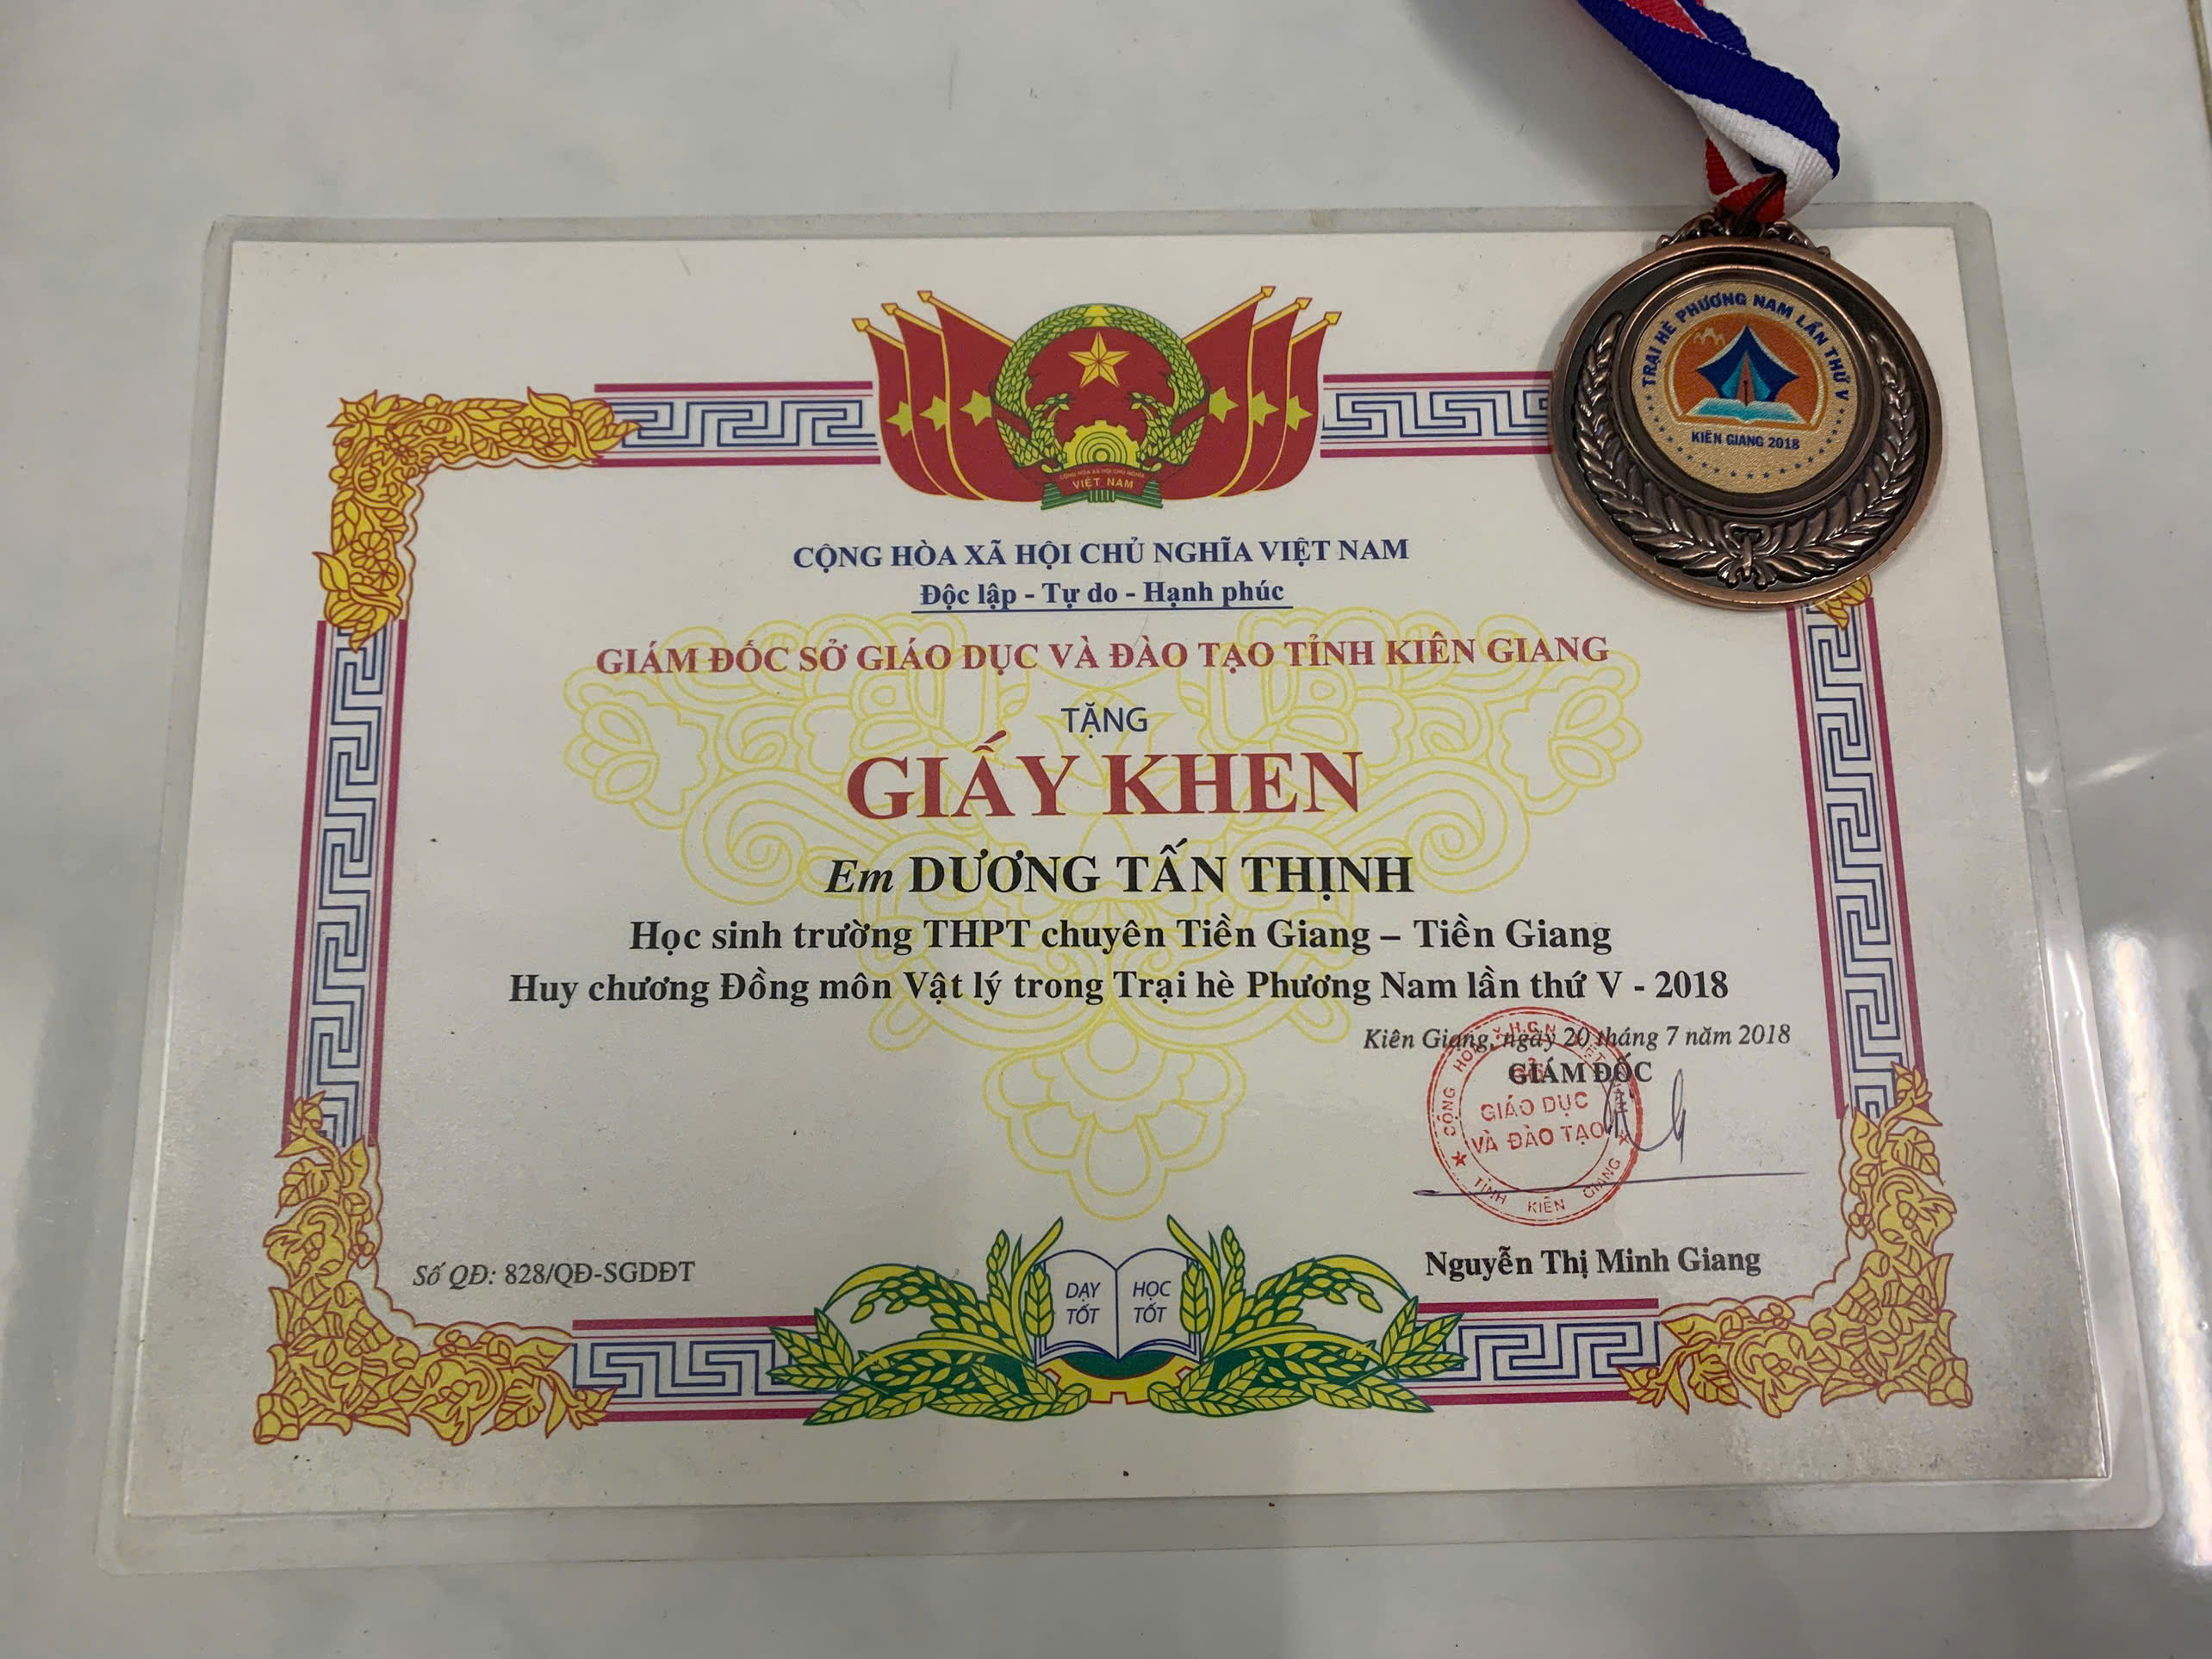 TRẠI HÈ PHƯƠNG NAM LẦN THỨ V
KIÊN GIANG 2018
CỘNG HÒA XÃ HỘI CHỦ NGHĨA
VIỆT NAM
CỘNG HÒA XÃ HỘI CHỦ NGHĨA VIỆT NAM
Độc lập - Tự do - Hạnh phúc
GIÁM ĐỐC SỞ GIÁO DỤC VÀ ĐÀO TẠO TỈNH KIÊN GIANG
TẶNG
GIẤY KHEN
Em DƯƠNG TẤN THỊNH
Học sinh trường THPT chuyên Tiền Giang – Tiền Giang
Huy chương Đồng môn Vật lý trong Trại hè Phương Nam lần thứ V - 2018
Kiên Giang, ngày 20 tháng 7 năm 2018
GIÁM ĐỐC
CỘNG HÒA X.H.C.N VIỆT NAM
SỞ
GIÁO DỤC
VÀ ĐÀO TẠO
TỈNH KIÊN GIANG
Nguyễn Thị Minh Giang
Số QĐ: 828/QĐ-SGDĐT
DẠY
TỐT
HỌC
TỐT